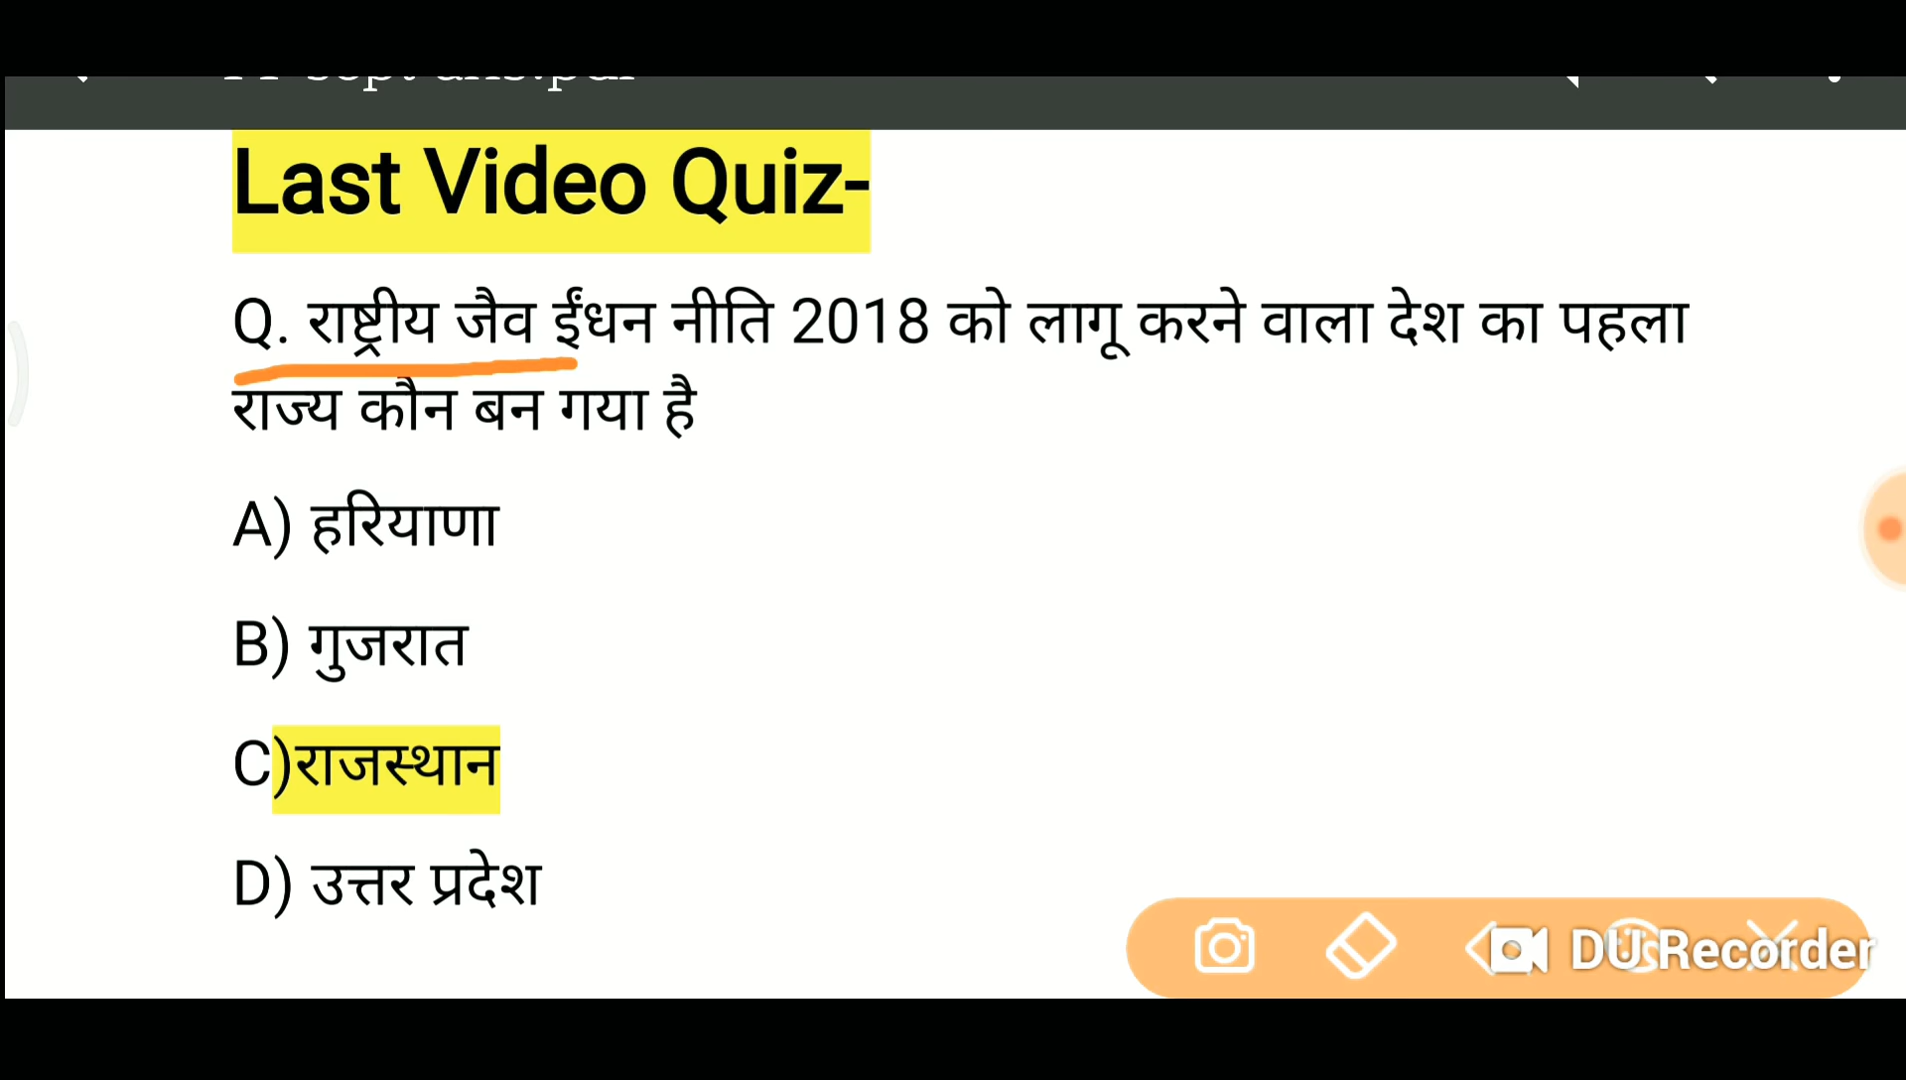 Last Video Quiz-
Q. राष्ट्रीय जैव ईंधन नीति 2018 को लागू करने वाला देश का पहला
राज्य कौन बन गया है
A) हरियाणा
B) गुजरात
C)राजस्थान
D) उत्तर प्रदेश
DU Recorder